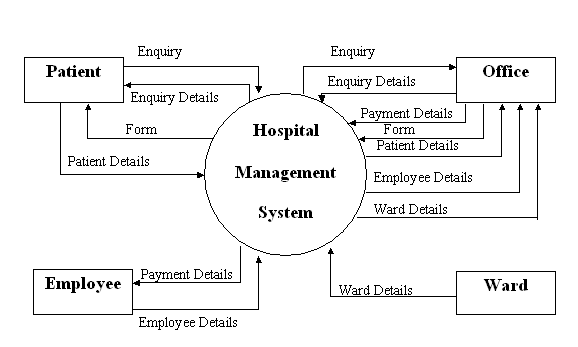 Enquiry
Enquiry
Patient
Office
Enquiry Details
Enquiry Details
Payment Details
Form
Hospital
Form
Patient Details
Patient Details
Management
Employee Details
System
Ward Details
Payment Details
Employee
Ward Details
Ward
Employee Details